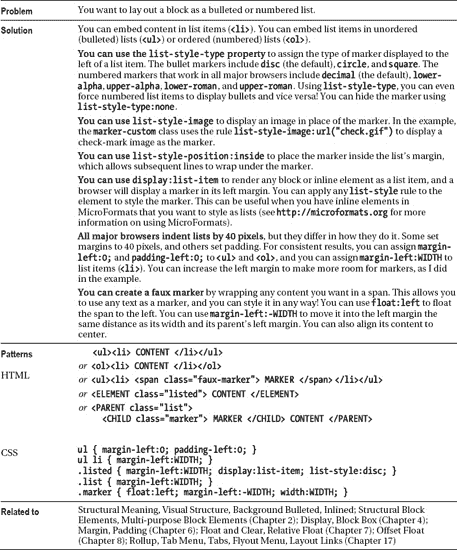 Problem
You want to lay out a block as a bulleted or numbered list.
Solution
You can embed content in list items (<li>). You can embed list items in unordered
(bulleted) lists (<ul>) or ordered (numbered) lists (<ol>).
You can use the list-style-type property to assign the type of marker displayed to the
left of a list item. The bullet markers include disc (the default), circle, and square. The
numbered markers that work in all major browsers include decimal (the default), lower-
alpha, upper-alpha, lower-roman, and upper-roman. Using list-style-type, you can even
force numbered list items to display bullets and vice versa! You can hide the marker using
list-style-type:none.
You can use list-style-image to display an image in place of the marker. In the example,
the marker-custom class uses the rule list-style-image:url("check.gif") to display a
check-mark image as the marker.
You can use list-style-position:inside to place the marker inside the list's margin,
which allows subsequent lines to wrap under the marker.
You can use display:list-item to render any block or inline element as a list item, and a
browser will display a marker in its left margin. You can apply any list-style rule to the
element to style the marker. This can be useful when you have inline elements in
MicroFormats that you want to style as lists (see http://microformats.org for more
information on using MicroFormats).
All major browsers indent lists by 40 pixels, but they differ in how they do it. Some set
margins to 40 pixels, and others set padding. For consistent results, you can assign margin-
left:0; and padding-left:0; to <ul> and <ol>, and you can assign margin-left:WIDTH to
list items (<li>). You can increase the left margin to make more room for markers, as I did
in the example.
You can create a faux marker by wrapping any content you want in a span. This allows you
to use any text as a marker, and you can style it in any way! You can use float:left to float
the span to the left. You can use margin-left:-WIDTH to move it into the left margin the
same distance as its width and its parent's left margin. You can also align its content to
center.
Patterns
HTML
<ul><li> CONTENT </li></ul>
or <ol><li> CONTENT </li></ol>
or <ul><li> <span class="faux-marker"> MARKER </span></li></ul>
or <ELEMENT class="listed"> CONTENT </ELEMENT>
or <PARENT class="list">
<CHILD class="marker"> MARKER </CHILD> CONTENT </PARENT>
CSS
ul { margin-left:0; padding-left:0; }
ul li { margin-left:WIDTH; }
.listed { margin-left:WIDTH; display:list-item; list-style:disc; }
.list { margin-left:WIDTH; }
.marker { float:left; margin-left:-WIDTH; width:WIDTH; }
Related to
Structural Meaning, Visual Structure, Background Bulleted, Inlined; Structural Block
Elements, Multi-purpose Block Elements (Chapter 2); Display, Block Box (Chapter 4);
Margin, Padding (Chapter 6); Float and Clear, Relative Float (Chapter 7); Offset Float
(Chapter 8); Rollup, Tab Menu, Tabs, Flyout Menu, Layout Links (Chapter 17)